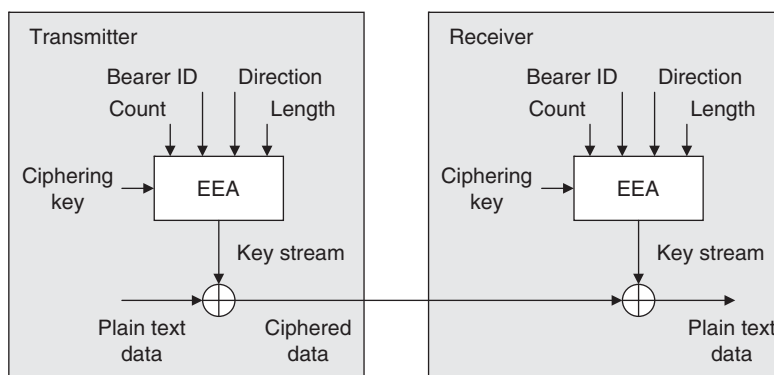 Transmitter
Bearer ID Direction
Count Length
Ciphering
key
EEA
Key stream
Plain text
data
Ciphered
data
Receiver
Bearer ID Direction
Count Length
Ciphering
key
EEA
Key stream
Plain text
data